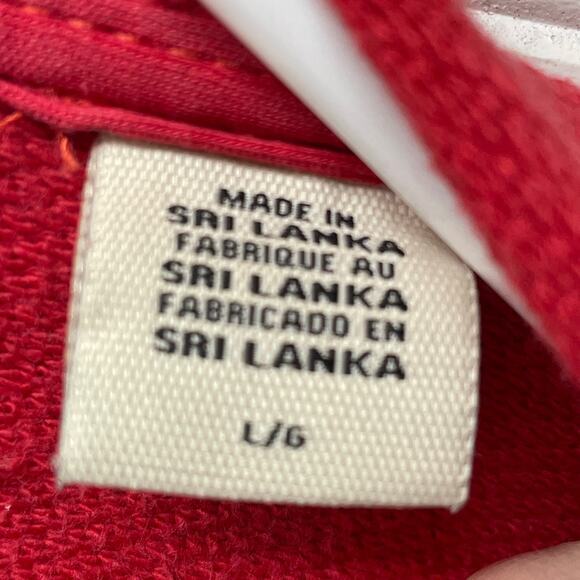 MADE IN
SRI LANKA
FABRIQUE AU
SRI LANKA
FABRICADO EN
SRI LANKA
L/G